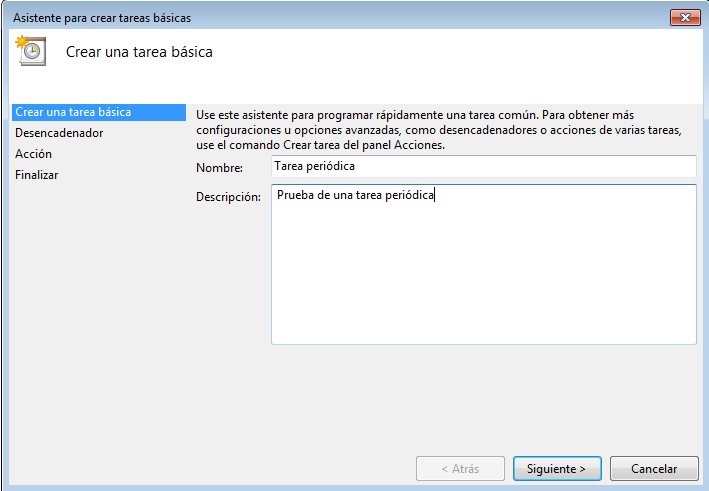 Asistente para crear tareas básicas
Crear una tarea básica
Crear una tarea básica
Desencadenador
Acción
Finalizar
Use este asistente para programar rápidamente una tarea común. Para obtener más
configuraciones u opciones avanzadas, como desencadenadores o acciones de varias tareas,
use el comando Crear tarea del panel Acciones.
Nombre: Tarea periódica
Descripción: Prueba de una tarea periódica
< Atrás Siguiente > Cancelar